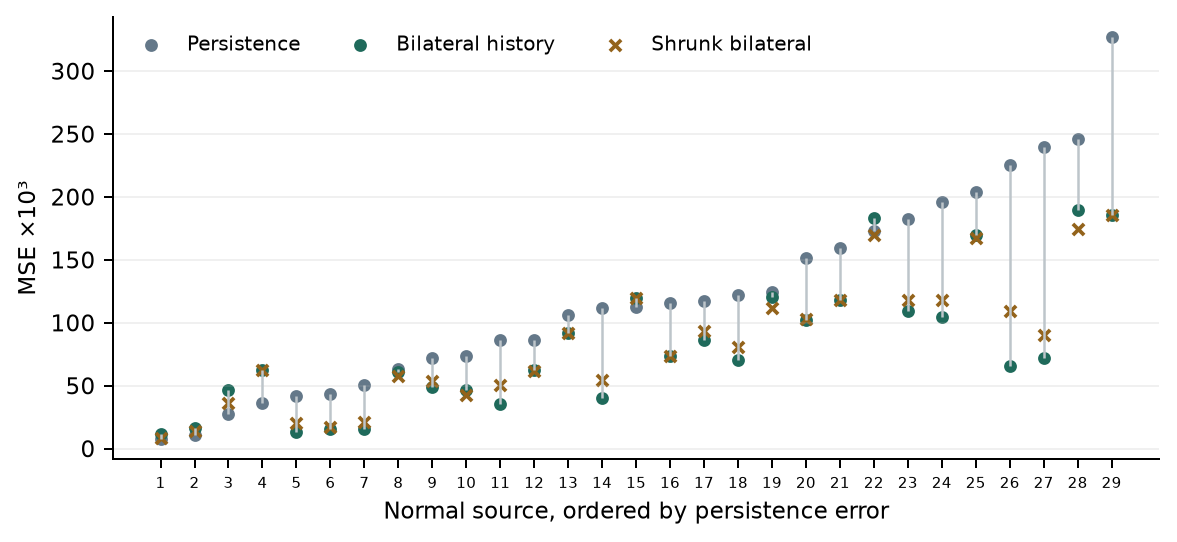 Persistence Bilateral history Shrunk bilateral
300
250
200
150
100
50
0
MSE ×10³
1 2 3 4 5 6 7 8 9 10 11 12 13 14 15 16 17 18 19 20 21 22 23 24 25 26 27 28 29
Normal source, ordered by persistence error